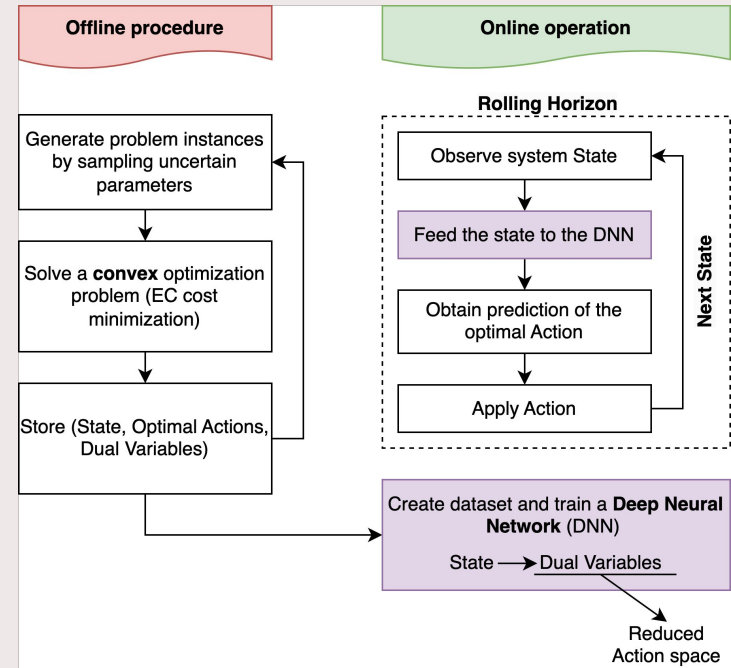 Offline procedure
Generate problem instances
by sampling uncertain
parameters
Solve a convex optimization
problem (EC cost
minimization)
Store (State, Optimal Actions,
Dual Variables)
Online operation
Rolling Horizon
Observe system State
Feed the state to the DNN
Obtain prediction of the
optimal Action
Apply Action
Next State
Create dataset and train a Deep Neural
Network (DNN)
State Dual Variables
Reduced
Action space